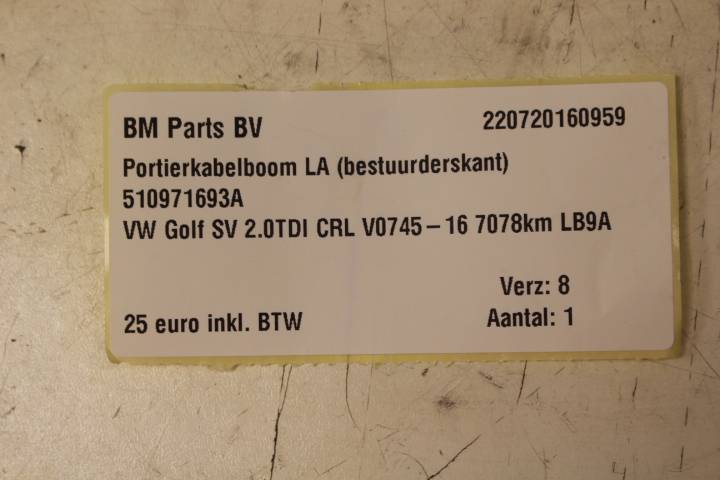 BM Parts BV 220720160959
Portierkabelboom LA (bestuurderskant)
510971693A
VW Golf SV 2.0TDI CRL V0745-16 7078km LB9A
Verz: 8
25 euro inkl. BTW Aantal: 1